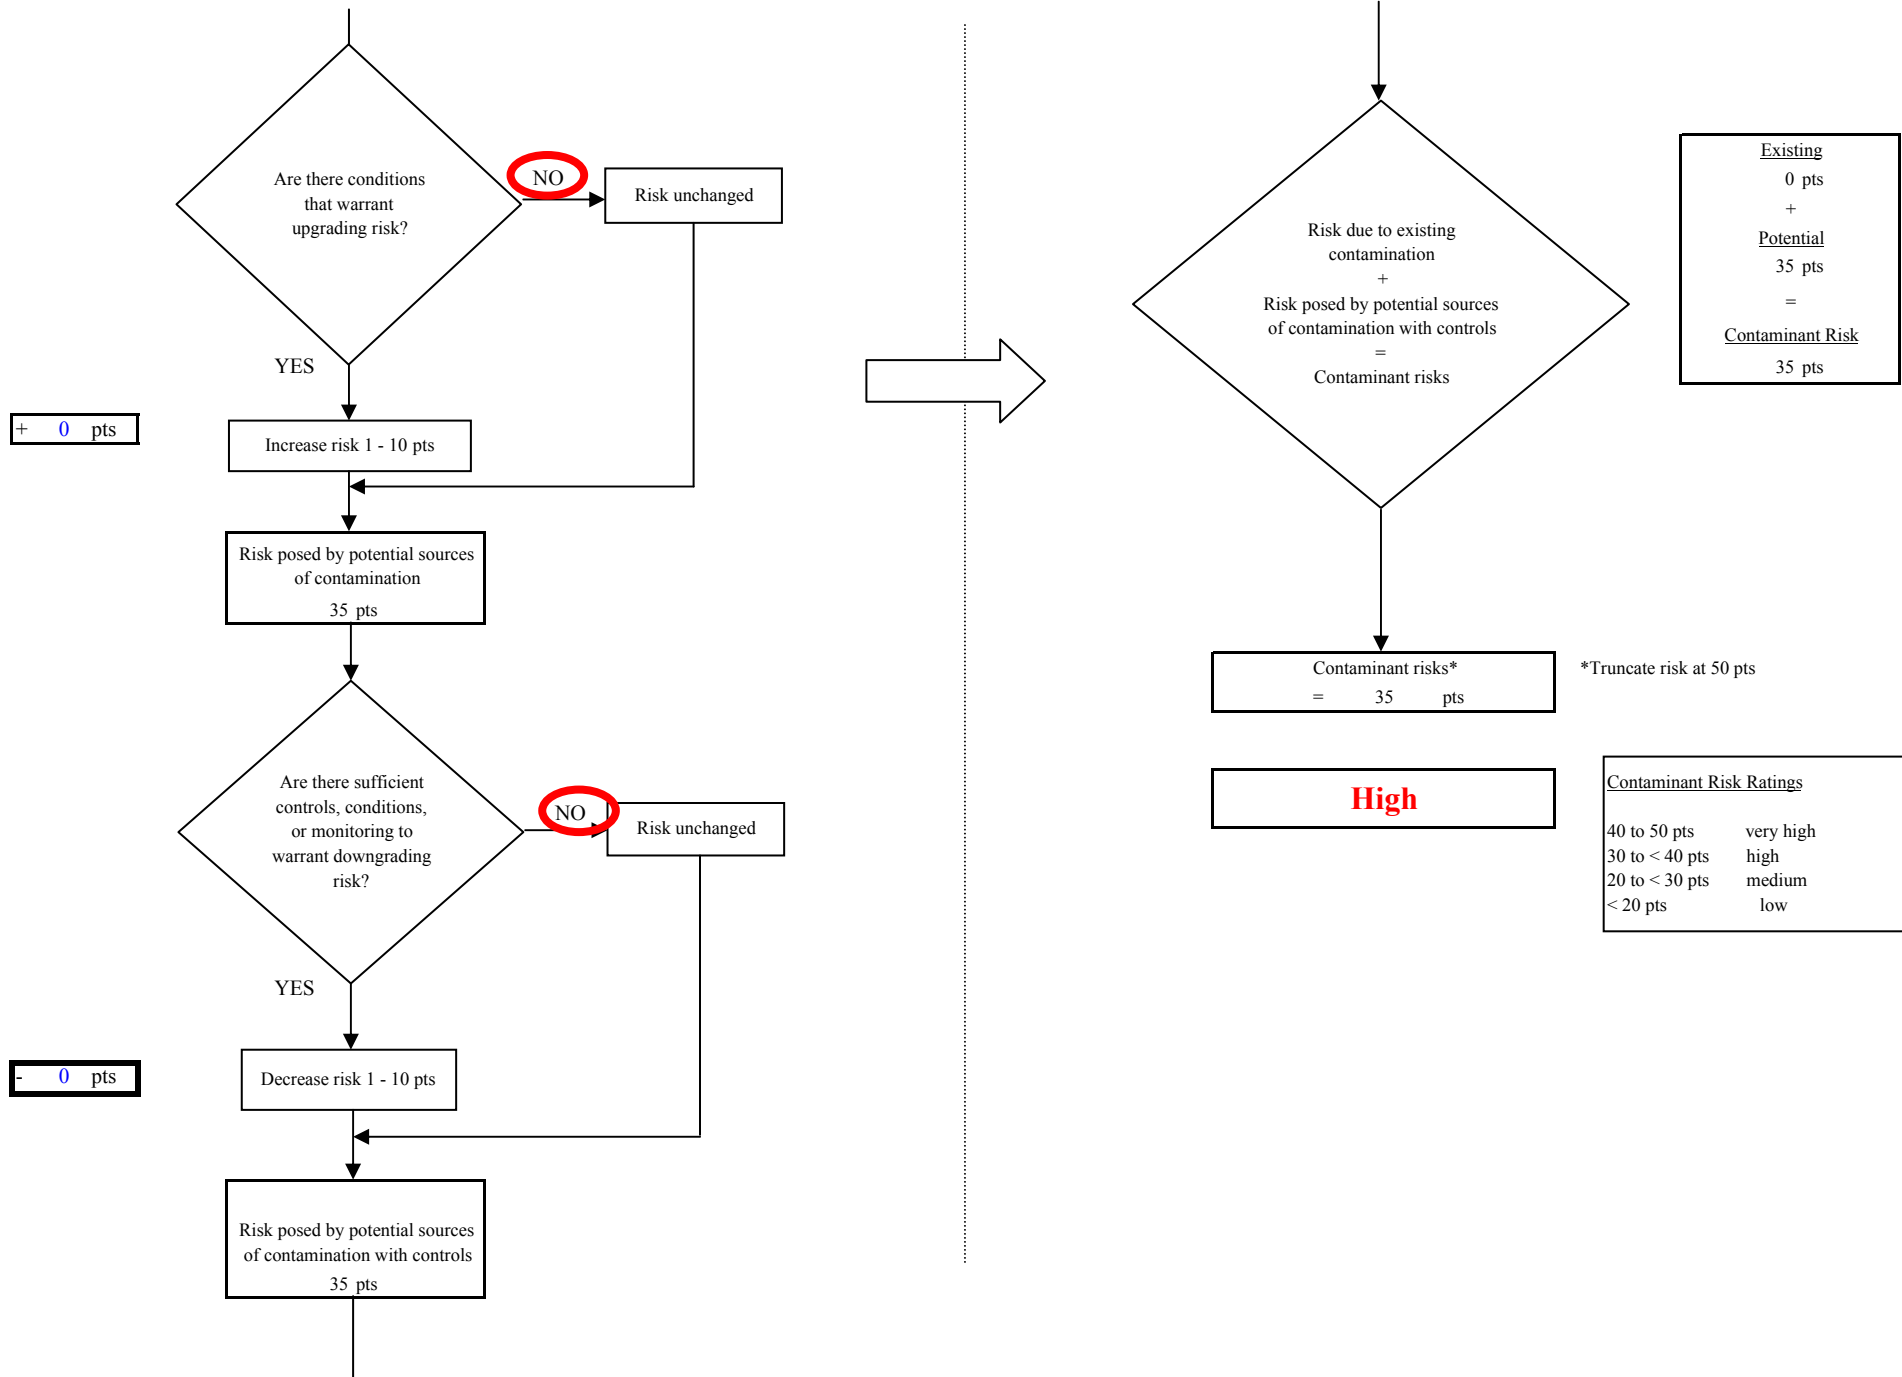 Are there conditions
that warrant
upgrading risk?
NO
Risk unchanged
YES
+ 0 pts
Increase risk 1 - 10 pts
Risk posed by potential sources
of contamination
35 pts
Are there sufficient
controls, conditions,
or monitoring to
warrant downgrading
risk?
NO
Risk unchanged
YES
- 0 pts
Decrease risk 1 - 10 pts
Risk posed by potential sources
of contamination with controls
35 pts
Risk due to existing
contamination
+
Risk posed by potential sources
of contamination with controls
=
Contaminant risks
Existing
0 pts
+
Potential
35 pts
=
Contaminant Risk
35 pts
Contaminant risks*
= 35 pts
*Truncate risk at 50 pts
High
Contaminant Risk Ratings
40 to 50 pts very high
30 to < 40 pts high
20 to < 30 pts medium
< 20 pts low